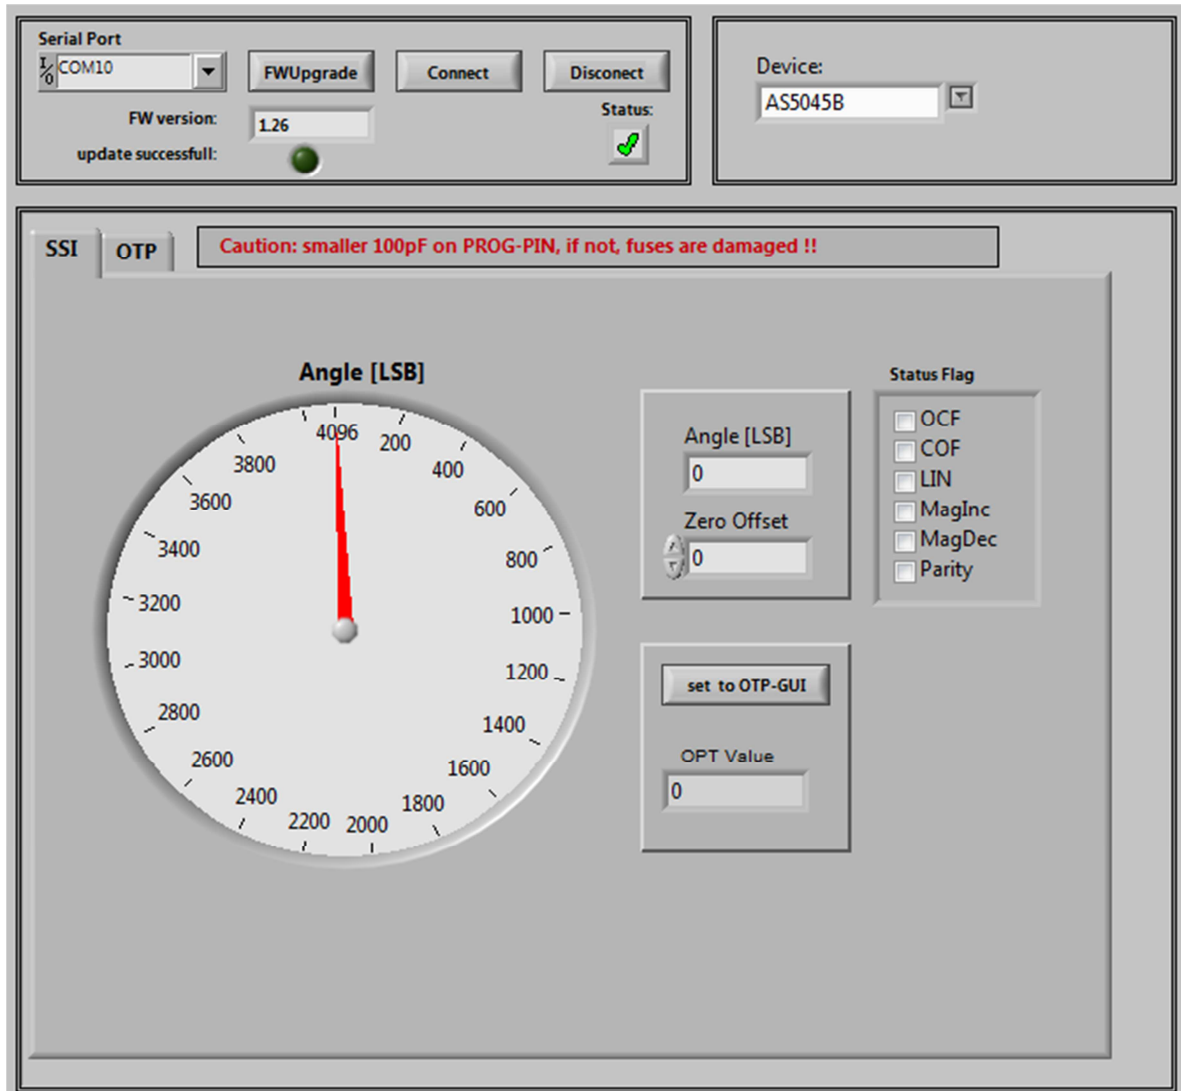 Serial Port
I/O COM10
FWUpgrade
Connect
Disconect
FW version:
1.26
Status:
update successfull:
Device:
AS5045B
SSI
OTP
Caution: smaller 100pF on PROG-PIN, if not, fuses are damaged !!
Angle [LSB]
4096
200
400
600
800
1000
1200
1400
1600
1800
2000
2200
2400
2600
2800
3000
3200
3400
3600
3800
Angle [LSB]
0
Zero Offset
0
Status Flag
OCF
COF
LIN
MagInc
MagDec
Parity
set to OTP-GUI
OPT Value
0